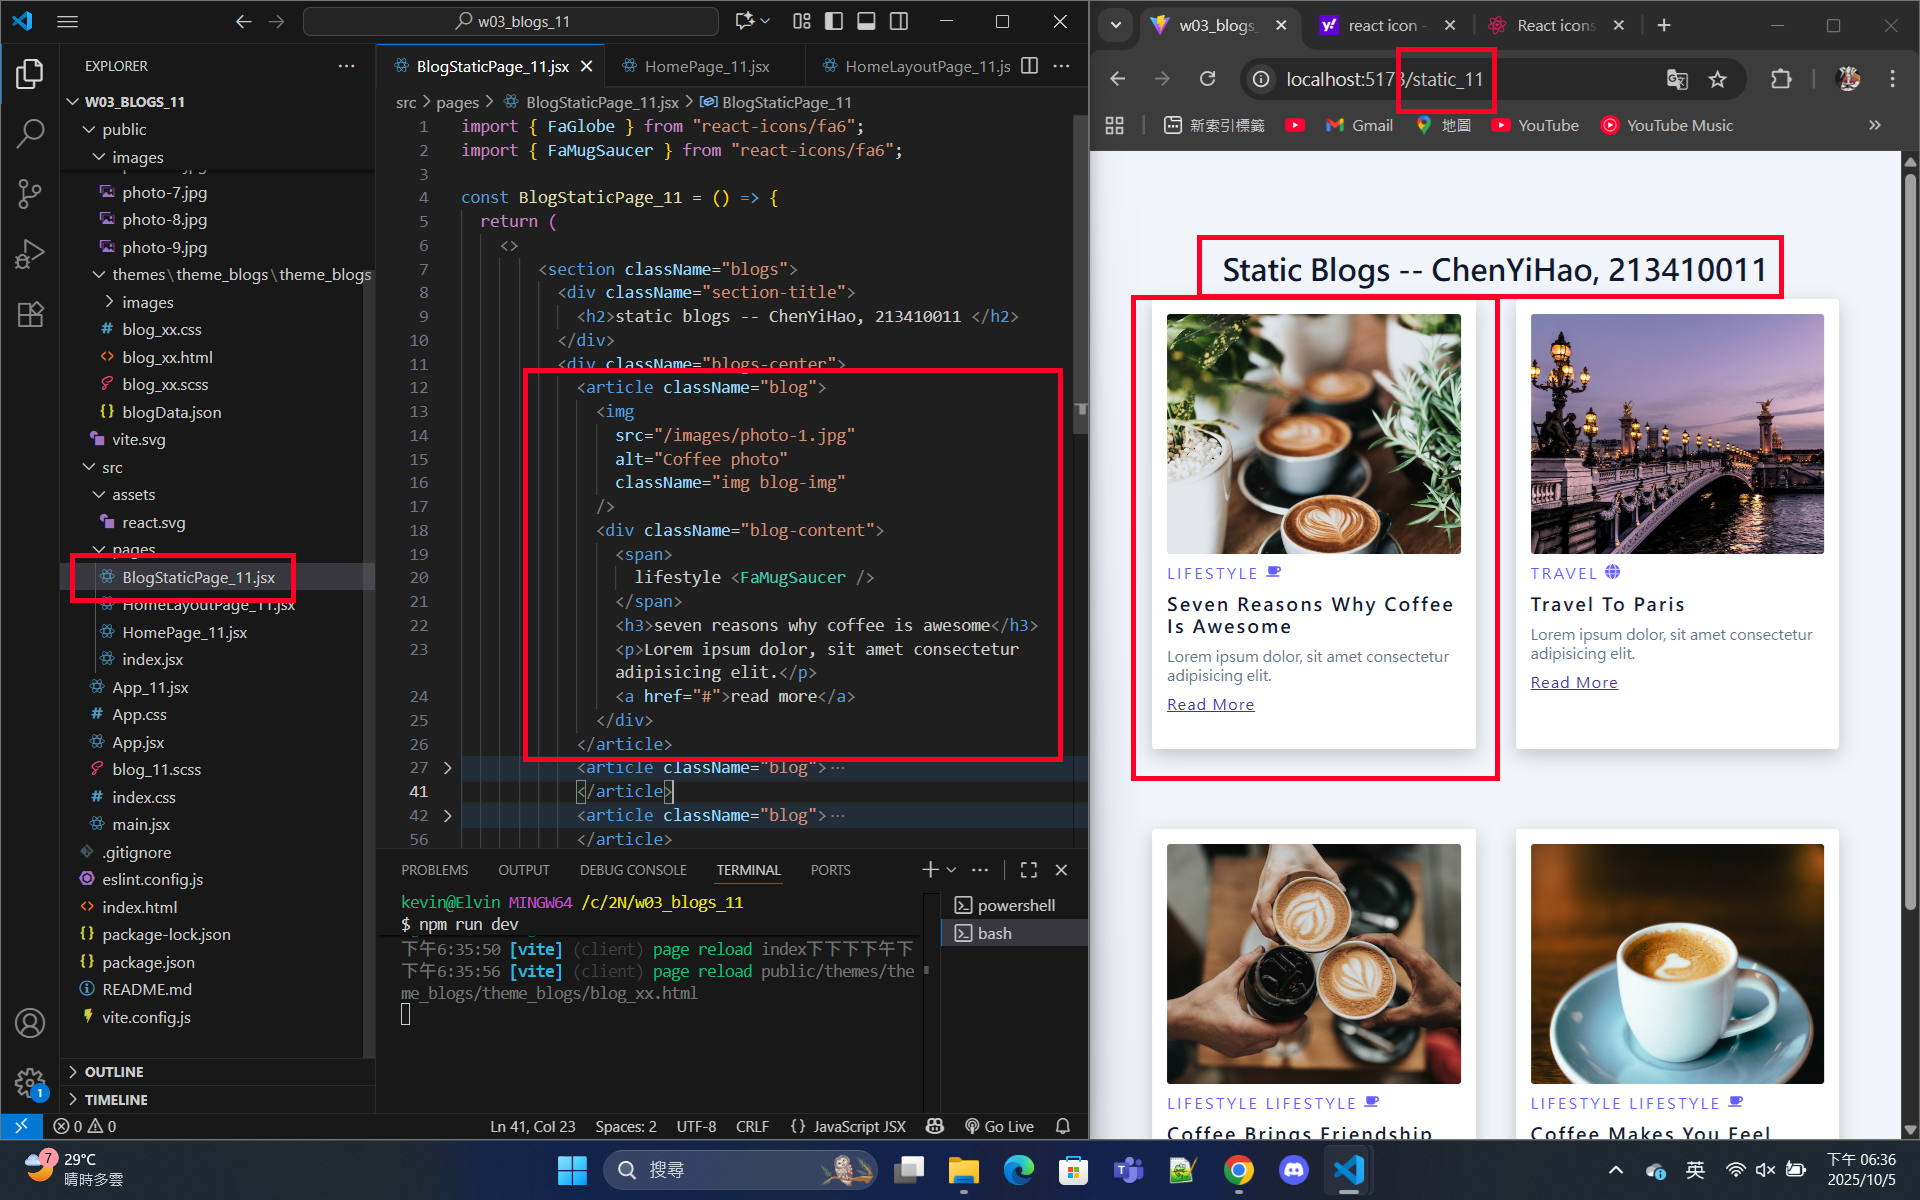 w03_blogs_11
EXPLORER
W03_BLOGS_11
public
images
photo-7.jpg
photo-8.jpg
photo-9.jpg
themes\theme_blogs\theme_blogs
images
blog_xx.css
blog_xx.html
blog_xx.scss
blogData.json
vite.svg
src
assets
react.svg
pages
BlogStaticPage_11.jsx
HomeLayoutPage_11.jsx
HomePage_11.jsx
index.jsx
App_11.jsx
App.css
App.jsx
blog_11.scss
index.css
main.jsx
.gitignore
eslint.config.js
index.html
package-lock.json
package.json
README.md
vite.config.js
OUTLINE
TIMELINE
BlogStaticPage_11.jsx
HomePage_11.jsx
HomeLayoutPage_11.js
src > pages > BlogStaticPage_11.jsx > BlogStaticPage_11
1 import { FaGlobe } from "react-icons/fa6";
2 import { FaMugSaucer } from "react-icons/fa6";
3
4 const BlogStaticPage_11 = () => {
5 return (
6 <>
7 <section className="blogs">
8 <div className="section-title">
9 <h2>static blogs -- ChenYiHao, 213410011 </h2>
10 </div>
11 <div className="blogs-center">
12 <article className="blog">
13 <img
14 src="/images/photo-1.jpg"
15 alt="Coffee photo"
16 className="img blog-img"
17 />
18 <div className="blog-content">
19 <span>
20 lifestyle <FaMugSaucer />
21 </span>
22 <h3>seven reasons why coffee is awesome</h3>
23 <p>Lorem ipsum dolor, sit amet consectetur
adipisicing elit.</p>
24 <a href="#">read more</a>
25 </div>
26 </article>
27 <article className="blog">⋯
41 </article>
42 <article className="blog">⋯
56 </article>
PROBLEMS OUTPUT DEBUG CONSOLE TERMINAL PORTS
kevin@Elvin MINGW64 /c/2N/w03_blogs_11
$ npm run dev
下午6:35:50 [vite] (client) page reload index下下下下午下
下午6:35:56 [vite] (client) page reload public/themes/the
me_blogs/theme_blogs/blog_xx.html
powershell
bash
1
0 0
Ln 41, Col 23 Spaces: 2 UTF-8 CRLF {} JavaScript JSX Go Live
w03_blogs_
react icon -
React icons
localhost:5173/static_11
新索引標籤 Gmail 地圖 YouTube YouTube Music
Static Blogs -- ChenYiHao, 213410011
LIFESTYLE
Seven Reasons Why Coffee
Is Awesome
Lorem ipsum dolor, sit amet consectetur
adipisicing elit.
Read More
TRAVEL
Travel To Paris
Lorem ipsum dolor, sit amet consectetur
adipisicing elit.
Read More
LIFESTYLE LIFESTYLE
Coffee Brings Friendship
LIFESTYLE LIFESTYLE
Coffee Makes You Feel
7
29°C
晴時多雲
搜尋
英
下午 06:36
2025/10/5